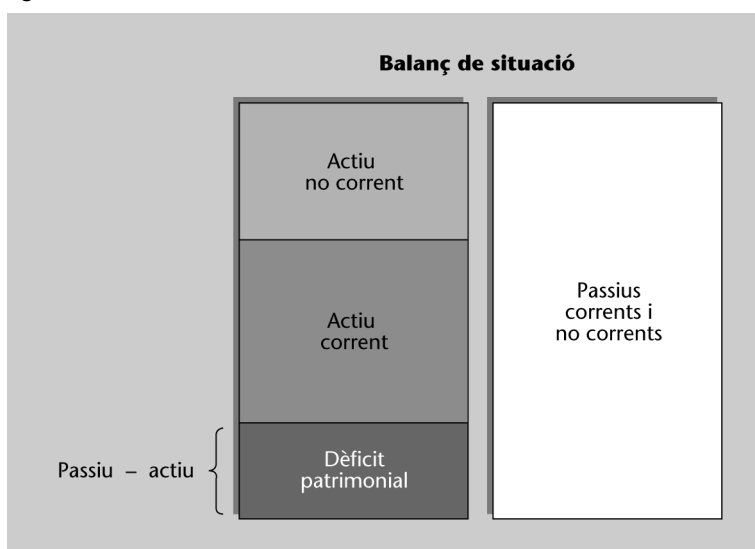 Balanç de situació
Actiu
no corrent
Actiu
corrent
Passius
corrents i
no corrents
Passiu – actiu
Dèficit
patrimonial